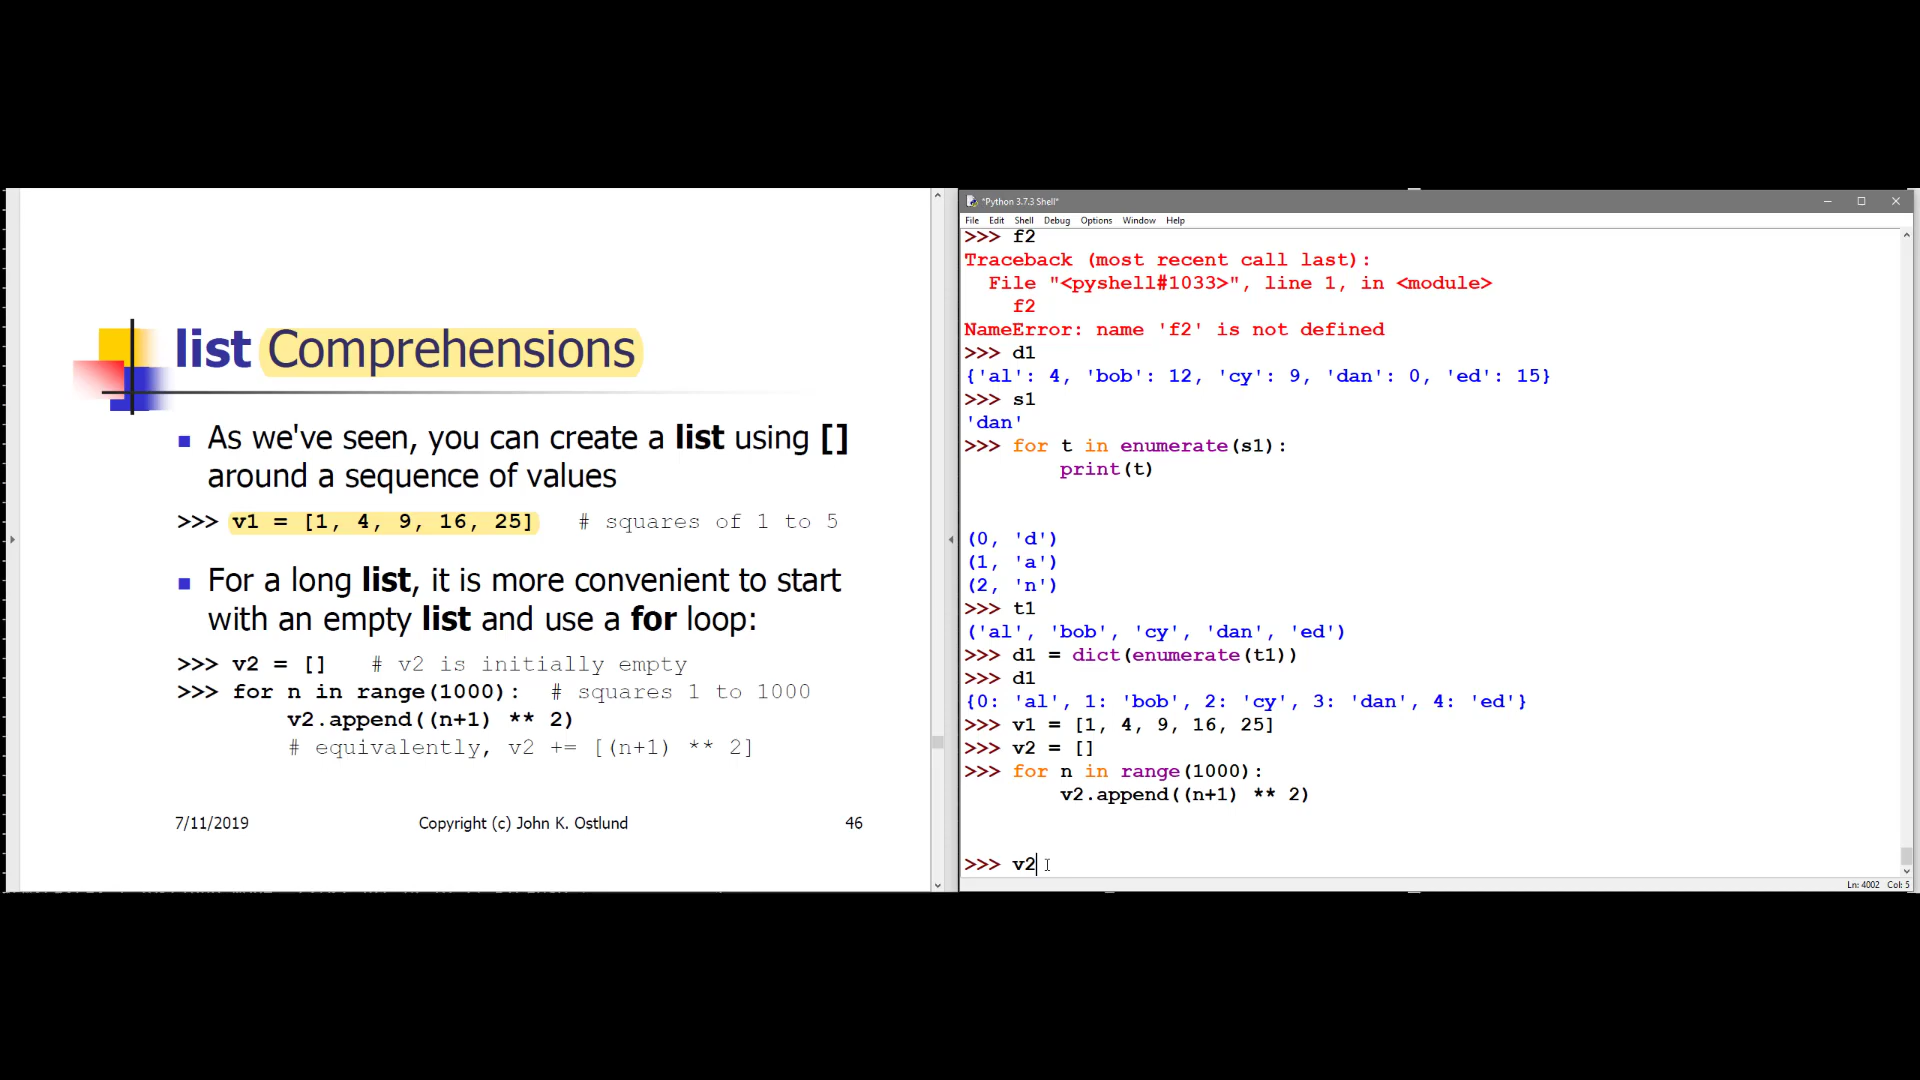 list Comprehensions
As we've seen, you can create a list using []
around a sequence of values
>>> v1 = [1, 4, 9, 16, 25] # squares of 1 to 5
For a long list, it is more convenient to start
with an empty list and use a for loop:
>>> v2 = [] # v2 is initially empty
>>> for n in range(1000): # squares 1 to 1000
v2.append((n+1) ** 2)
# equivalently, v2 += [(n+1) ** 2]
7/11/2019 Copyright (c) John K. Ostlund 46
*Python 3.7.3 Shell*
File Edit Shell Debug Options Window Help
>>> f2
Traceback (most recent call last):
File "<pyshell#1033>", line 1, in <module>
f2
NameError: name 'f2' is not defined
>>> d1
{'al': 4, 'bob': 12, 'cy': 9, 'dan': 0, 'ed': 15}
>>> s1
'dan'
>>> for t in enumerate(s1):
print(t)
(0, 'd')
(1, 'a')
(2, 'n')
>>> t1
('al', 'bob', 'cy', 'dan', 'ed')
>>> d1 = dict(enumerate(t1))
>>> d1
{0: 'al', 1: 'bob', 2: 'cy', 3: 'dan', 4: 'ed'}
>>> v1 = [1, 4, 9, 16, 25]
>>> v2 = []
>>> for n in range(1000):
v2.append((n+1) ** 2)
>>> v2
Ln: 4002 Col: 5